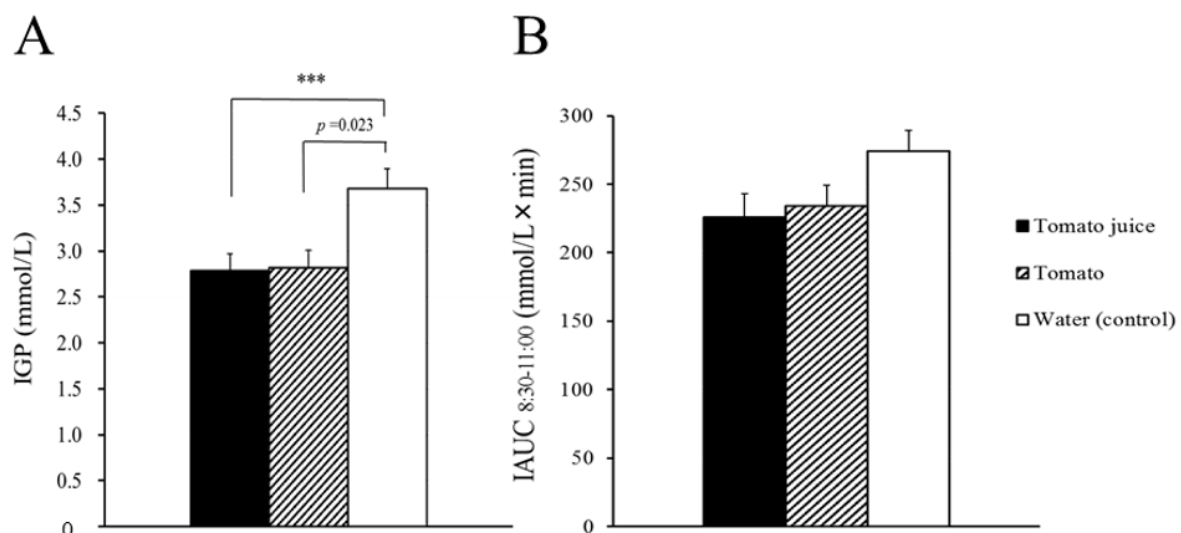 A
B
***
p =0.023
IGP (mmol/L)
4.5
4.0
3.5
3.0
2.5
2.0
1.5
1.0
0.5
0
IAUC 8:30-11:00 (mmol/L × min)
300
250
200
150
100
50
0
Tomato juice
Tomato
Water (control)